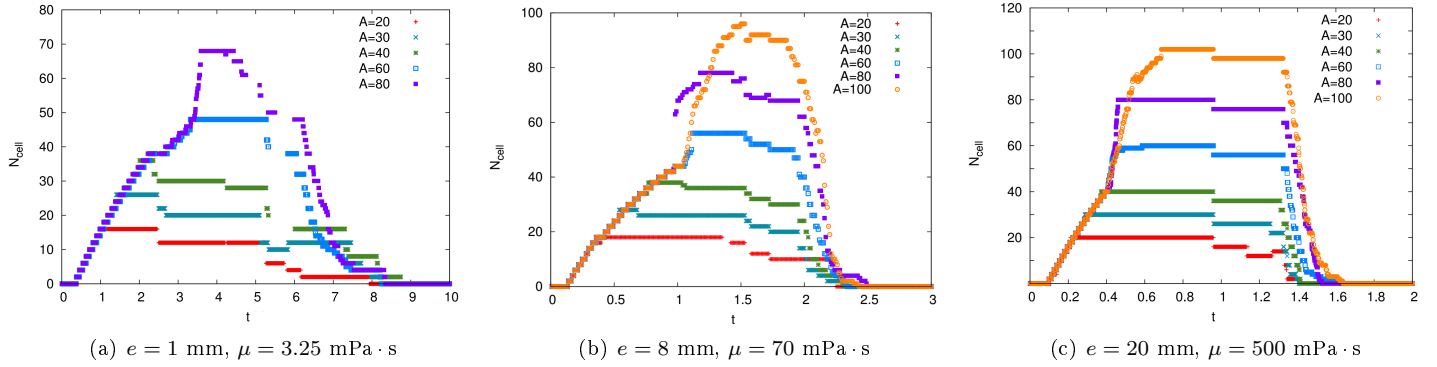 80
70
60
50
40
30
20
10
0
N_cell
0 1 2 3 4 5 6 7 8 9 10
t
A=20
A=30
A=40
A=60
A=80
(a) e = 1 mm, μ = 3.25 mPa · s
100
80
60
40
20
0
N_cell
0.5 1 1.5 2 2.5 3
t
A=20
A=30
A=40
A=60
A=80
A=100
(b) e = 8 mm, μ = 70 mPa · s
120
100
80
60
40
20
N_cell
0 0.2 0.4 0.6 0.8 1 1.2 1.4 1.6 1.8 2
t
A=20
A=30
A=40
A=60
A=80
A=100
(c) e = 20 mm, μ = 500 mPa · s